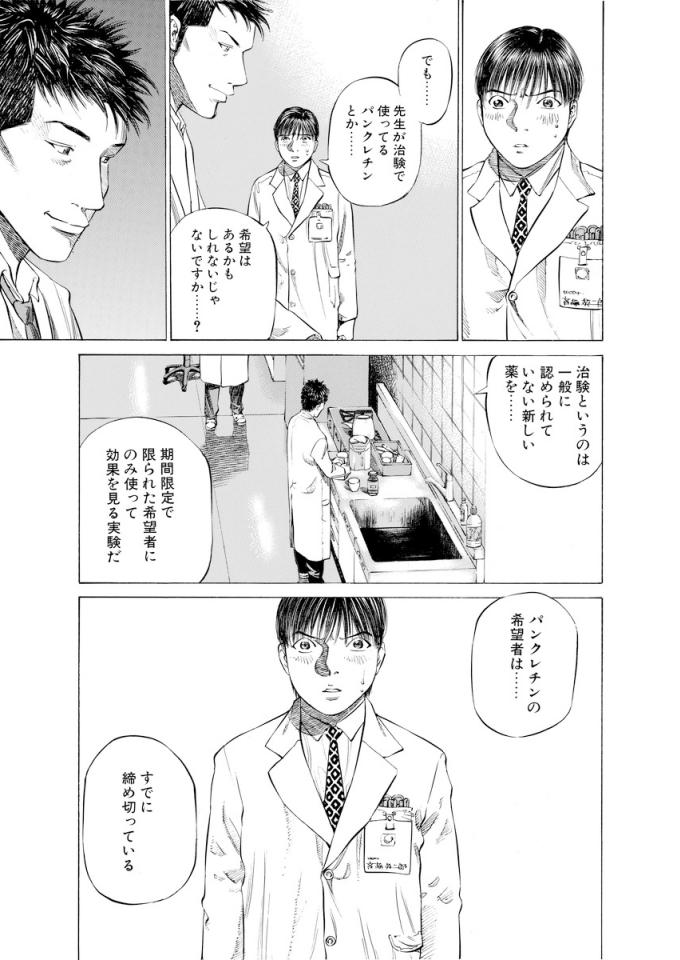 でも……
先生が治験で
使ってる
パンクレチン
とか……
希望は
あるかも
しれないじゃ
ないですか……?
治験というのは
一般に
認められて
いない新しい
薬を……
期間限定で
限られた希望者に
のみ使って
効果を見る実験だ
パンクレチンの
希望者は……
すでに
締め切っている